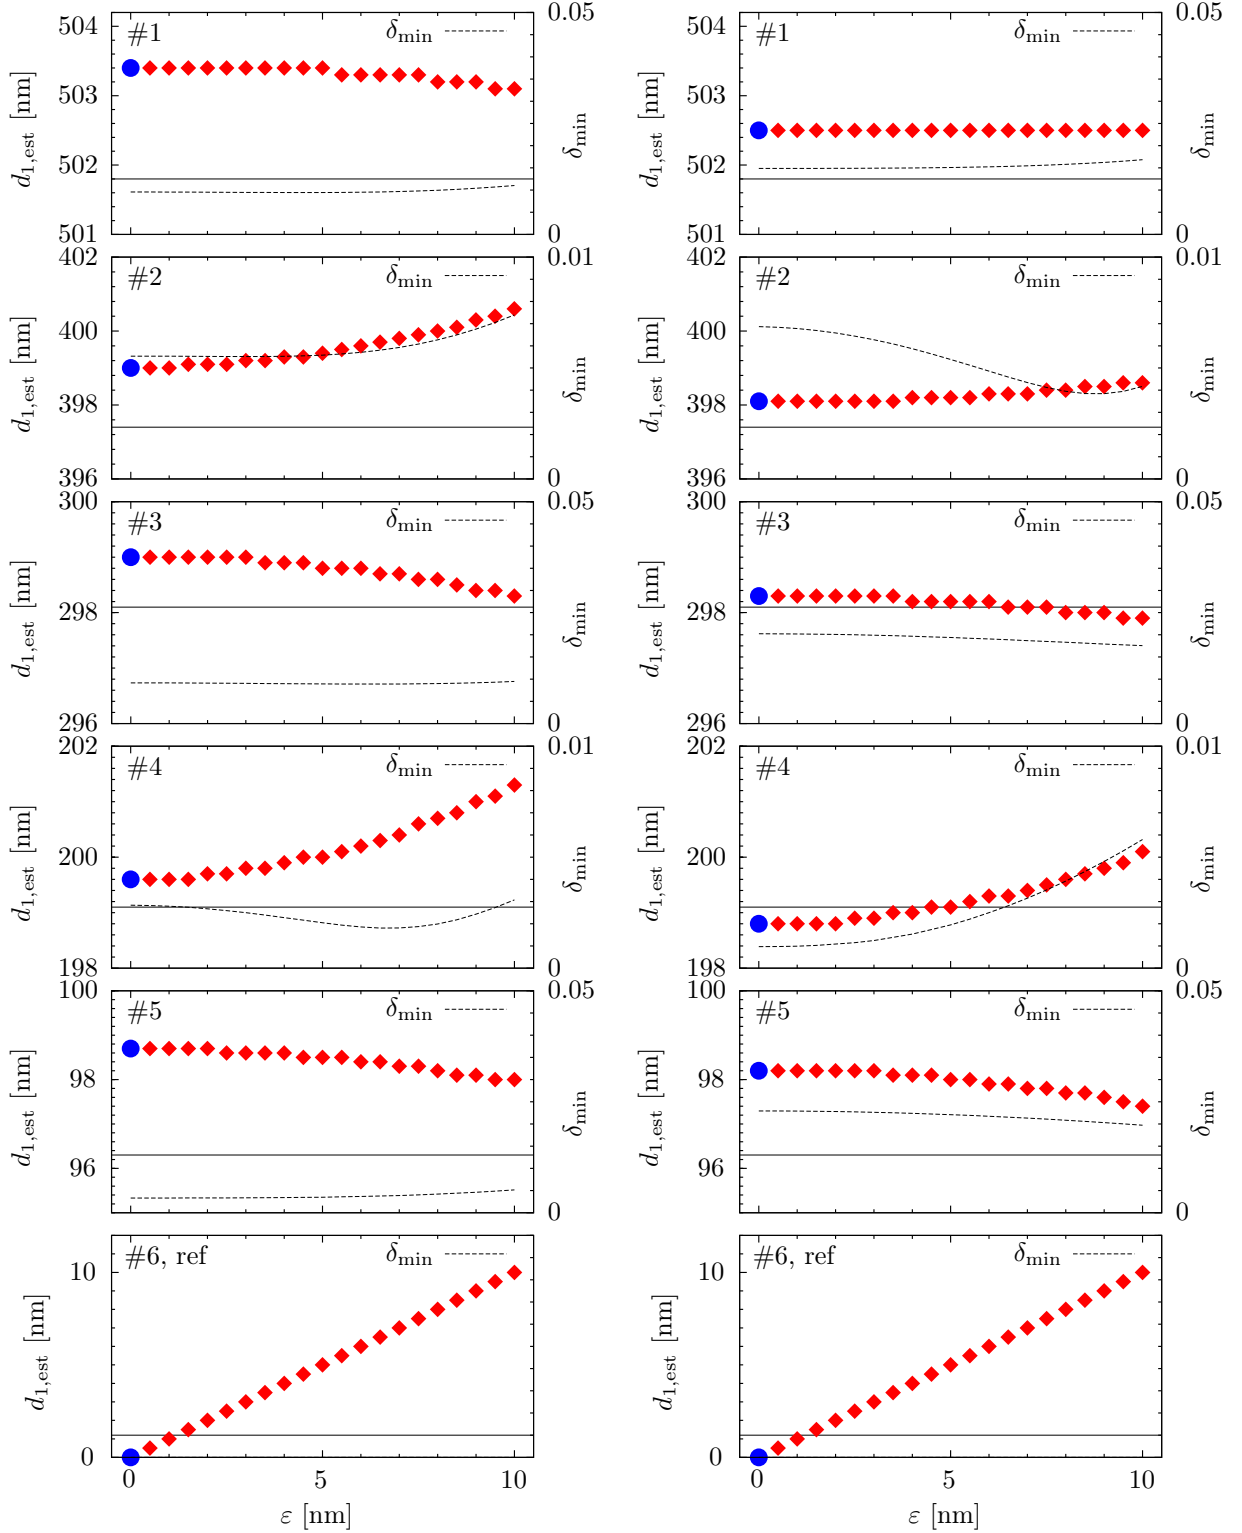 504 #1 δmin 0.05
503
502
501 0
d1,est [nm] δmin
504 #1 δmin 0.05
503
502
501 0
d1,est [nm] δmin
402 #2 δmin 0.01
400
398
396 0
d1,est [nm] δmin
402 #2 δmin 0.01
400
398
396 0
d1,est [nm] δmin
300 #3 δmin 0.05
298
296 0
d1,est [nm] δmin
300 #3 δmin 0.05
298
296 0
d1,est [nm] δmin
202 #4 δmin 0.01
200
198 0
d1,est [nm] δmin
202 #4 δmin 0.01
200
198 0
d1,est [nm] δmin
100 #5 δmin 0.05
98
96
0
d1,est [nm] δmin
100 #5 δmin 0.05
98
96
0
d1,est [nm] δmin
#6, ref δmin
10
0
d1,est [nm]
0 5 10
ε [nm]
#6, ref δmin
10
0
d1,est [nm]
0 5 10
ε [nm]